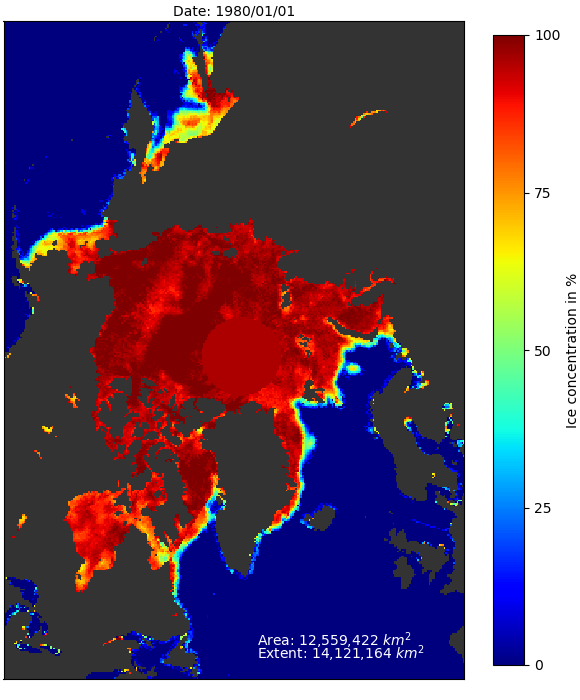 Date: 1980/01/01
100
75
50
25
0
Ice concentration in %
Area: 12,559,422 km²
Extent: 14,121,164 km²